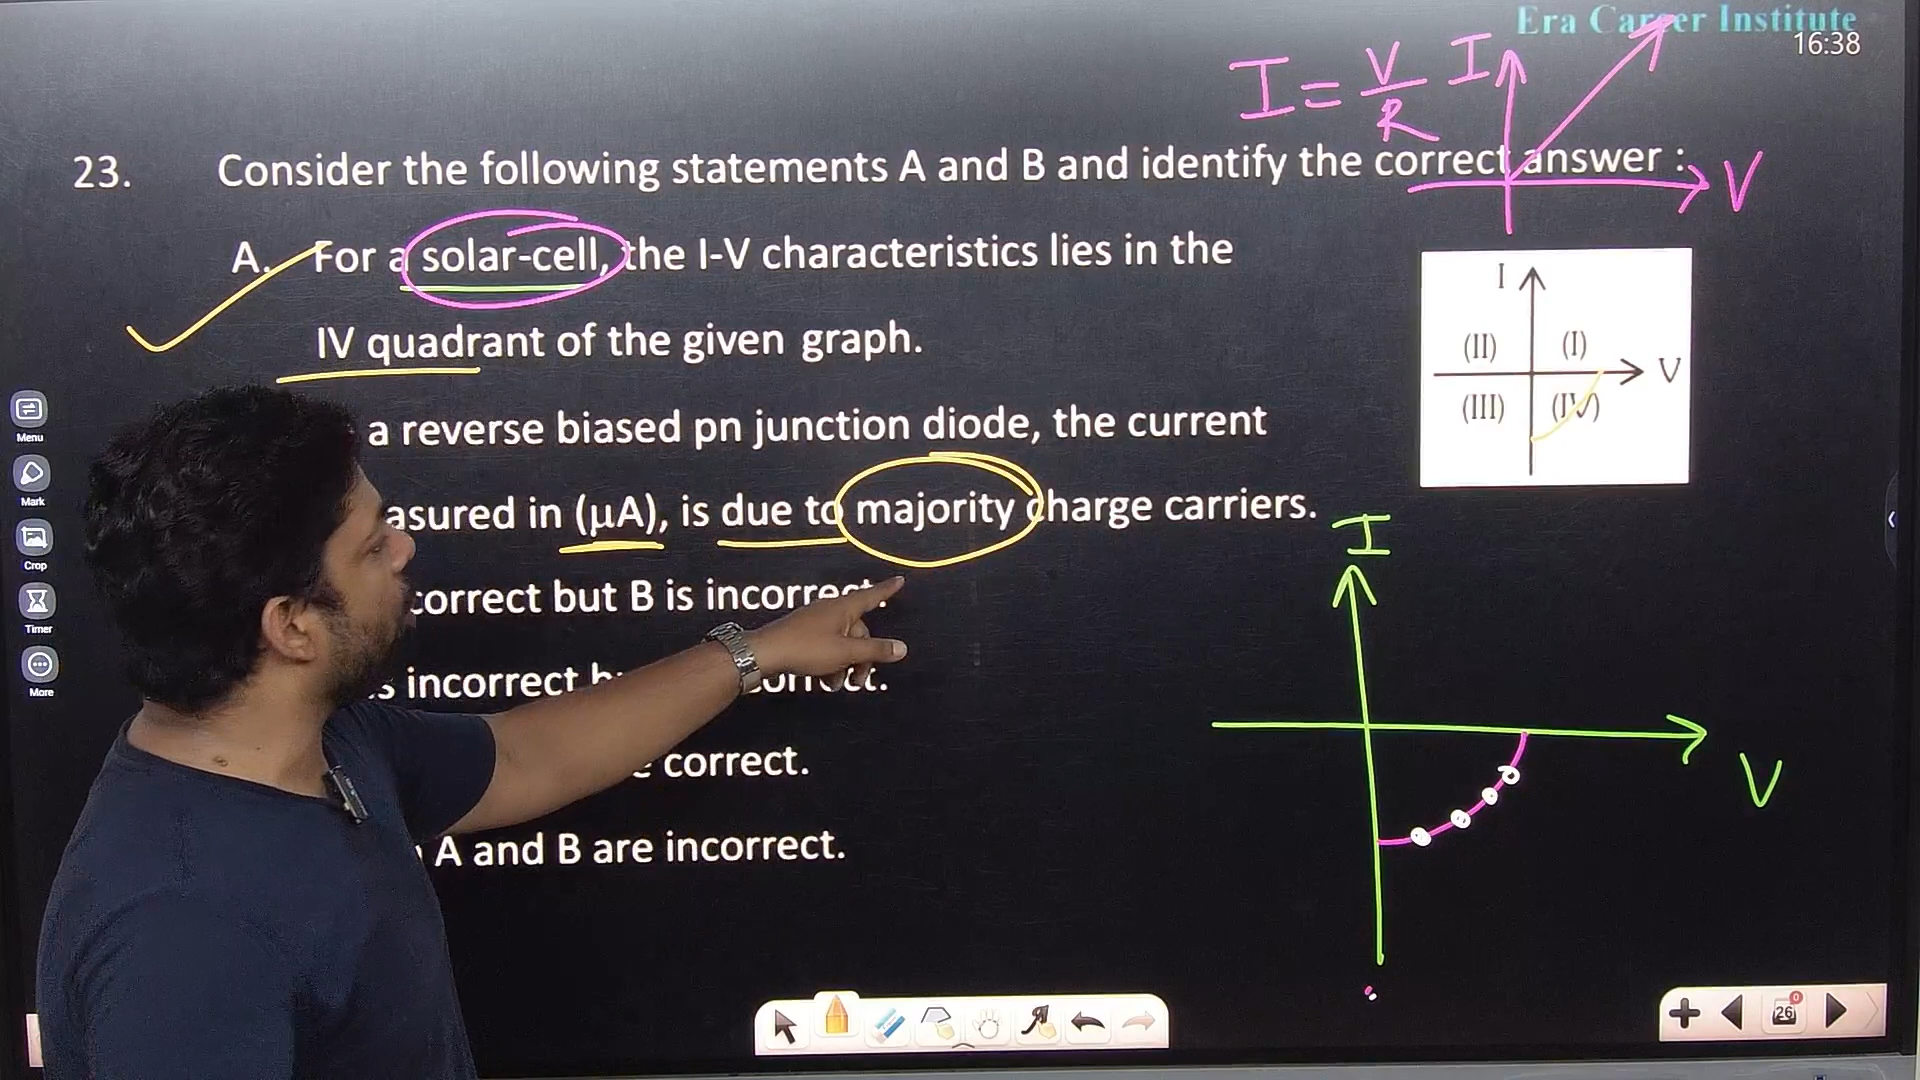 Era Career Institute
16:38
I = V/R I
V
23. Consider the following statements A and B and identify the correct answer :
A. For a solar-cell, the I-V characteristics lies in the
IV quadrant of the given graph.
I
(II) (I)
V
(III) (IV)
a reverse biased pn junction diode, the current
asured in (μA), is due to majority charge carriers.
I
correct but B is incorrect.
incorrect
correct.
A and B are incorrect.
V
Menu
Mark
Crop
Timer
More
26
0